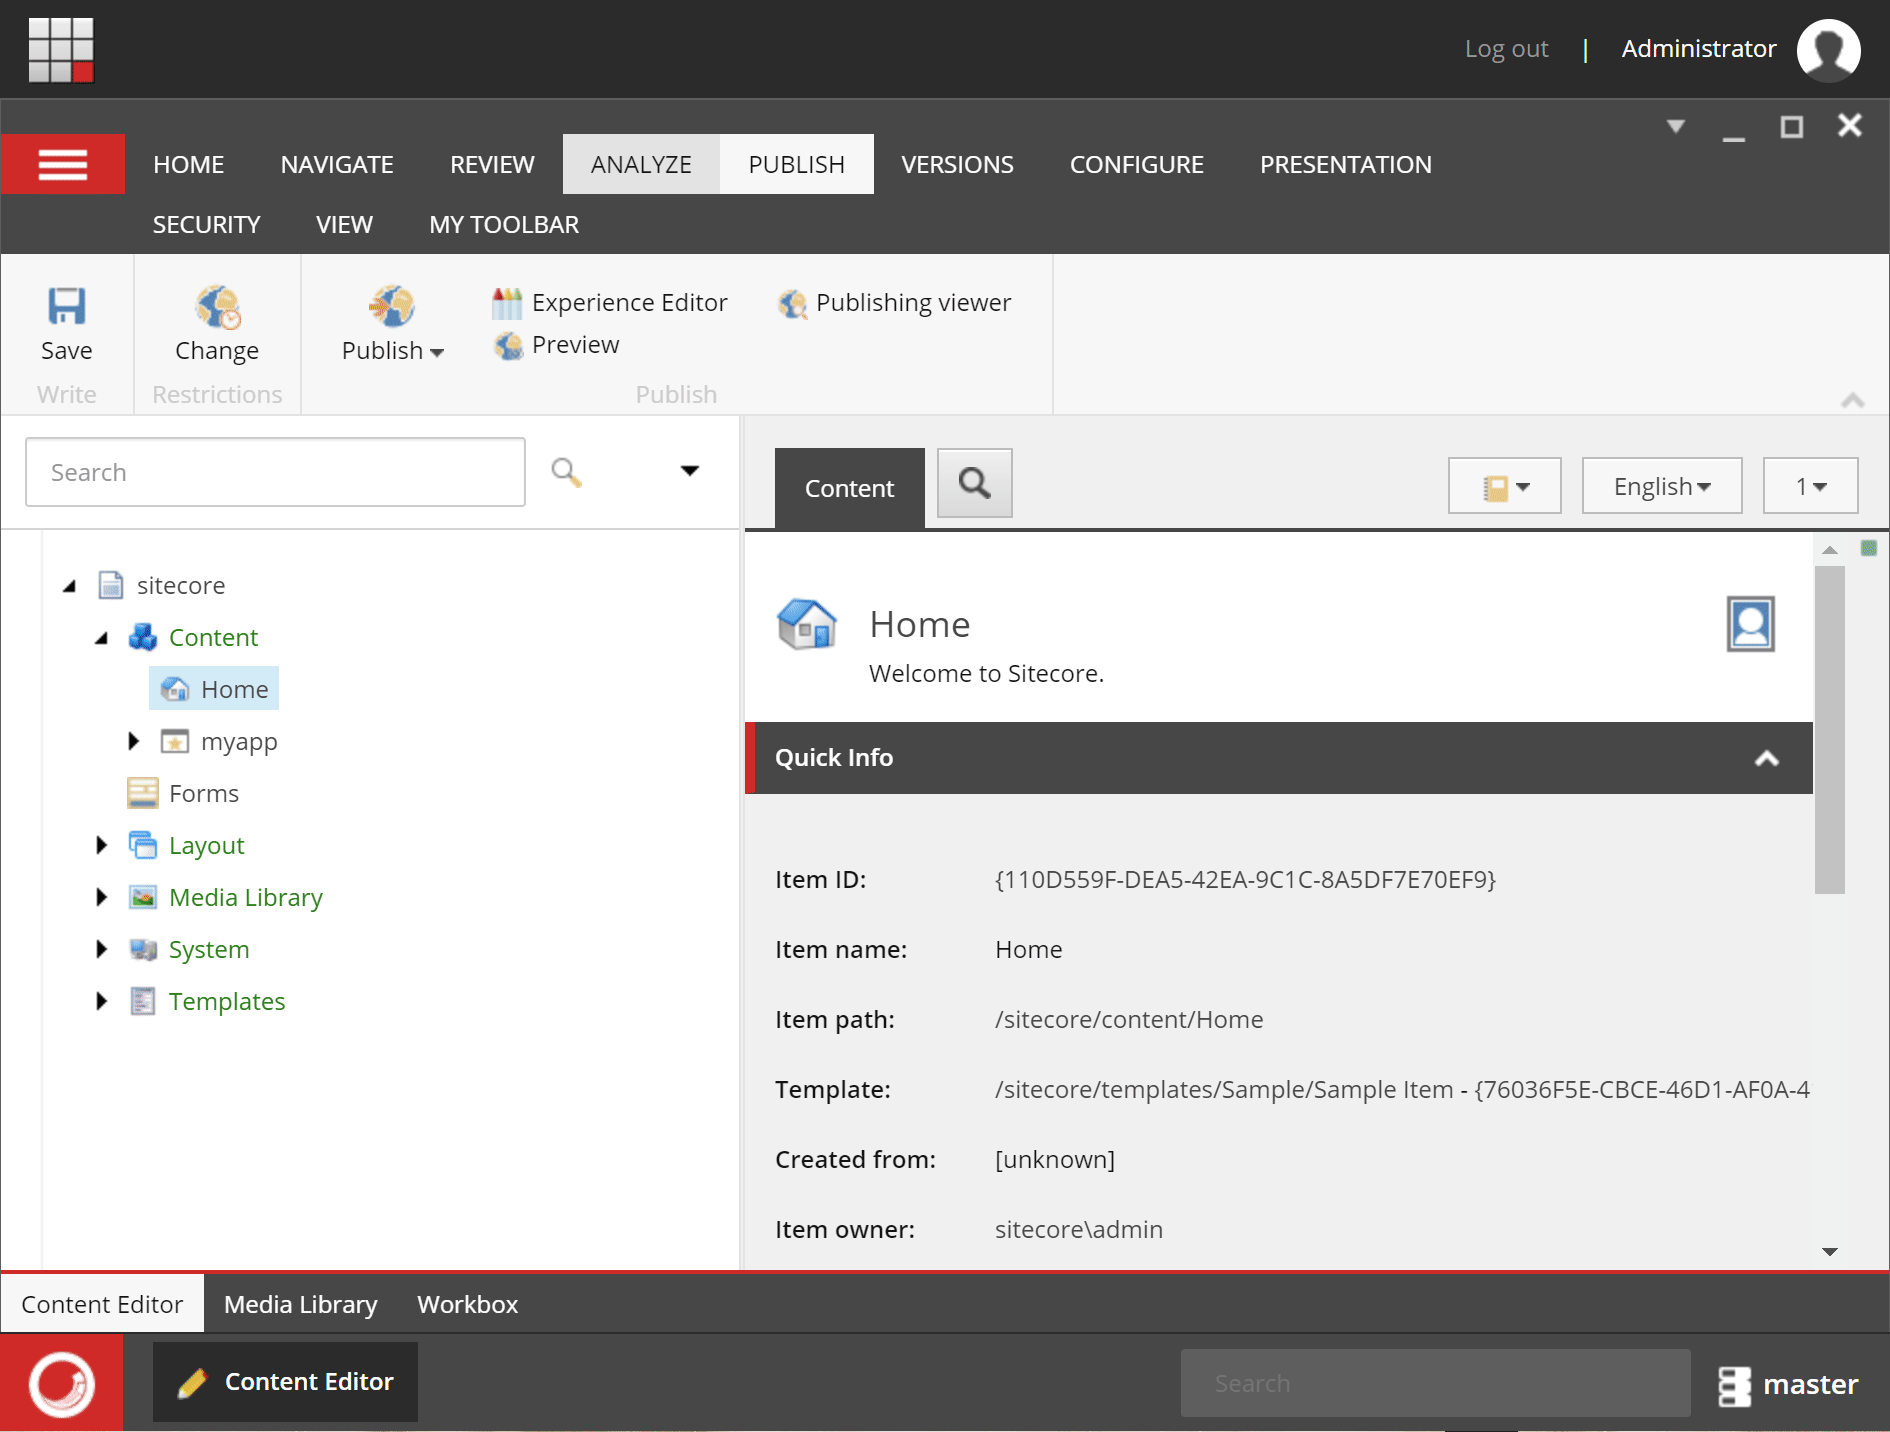 Log out | Administrator
HOME NAVIGATE REVIEW ANALYZE PUBLISH VERSIONS CONFIGURE PRESENTATION
SECURITY VIEW MY TOOLBAR
Experience Editor Publishing viewer
Preview
Save Change Publish
Write Restrictions Publish
Search
Content English 1
sitecore
Content
Home
myapp
Forms
Layout
Media Library
System
Templates
Home
Welcome to Sitecore.
Quick Info
Item ID: {110D559F-DEA5-42EA-9C1C-8A5DF7E70EF9}
Item name: Home
Item path: /sitecore/content/Home
Template: /sitecore/templates/Sample/Sample Item - {76036F5E-CBCE-46D1-AF0A-4
Created from: [unknown]
Item owner: sitecore\admin
Content Editor Media Library Workbox
Content Editor Search master